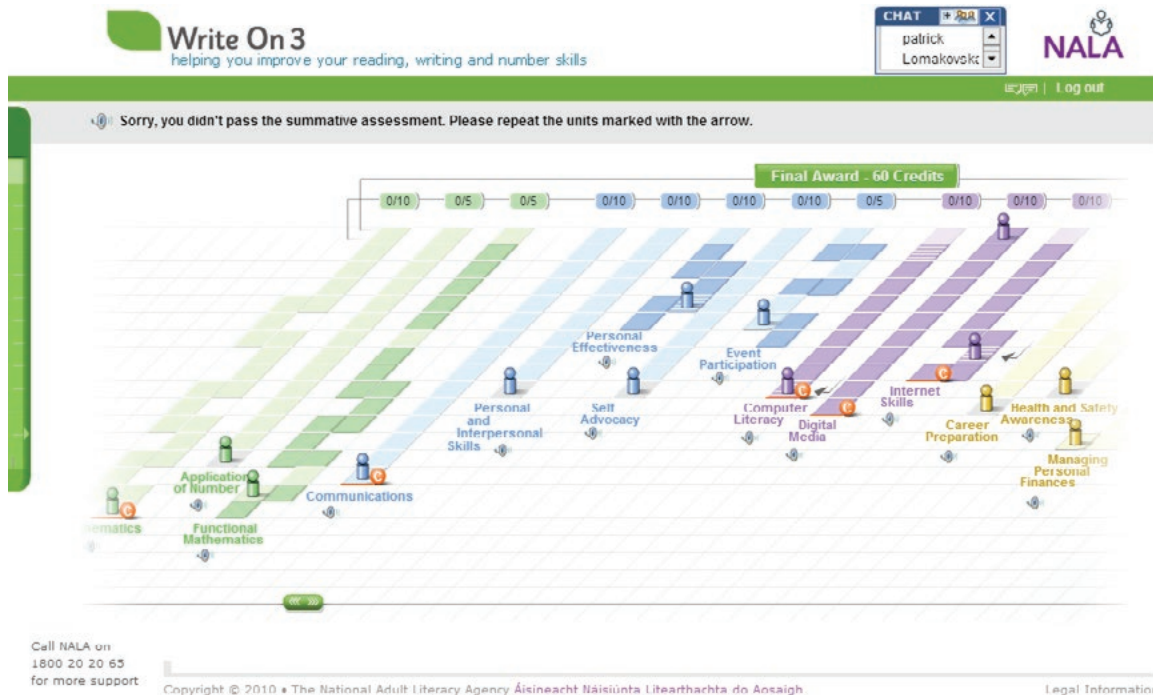 Write On 3
helping you improve your reading, writing and number skills
CHAT
patrick
NALA
Log out
Sorry, you didn't pass the summative assessment. Please repeat the units marked with the arrow.
Final Award - 60 Credits
0/10 0/5 0/5 0/10 0/10 0/10 0/10 0/5 0/10 0/10 0/10
Personal
Effectiveness
Event
Participation
Personal
and
Interpersonal
Skills
Self
Advocacy
Computer
Literacy
C
Digital
Media
C
Internet
Skills
C
Career
Preparation
Health and Safety
Awareness
Managing
Personal
Finances
Application
of Number
Functional
Mathematics
Communications
C
ematics
C
Call NALA on
1800 20 20 65
for more support
Copyright © 2010 • The National Adult Literacy Agency Áisineacht Náisiúnta Litearthachta do Aosaigh
Legal Information